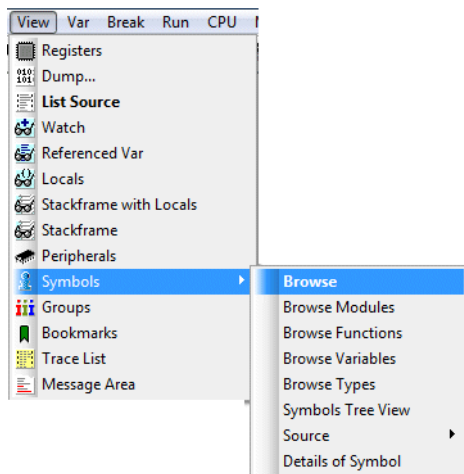 View Var Break Run CPU
Registers
Dump...
List Source
Watch
Referenced Var
Locals
Stackframe with Locals
Stackframe
Peripherals
Symbols
Groups
Bookmarks
Trace List
Message Area
Browse
Browse Modules
Browse Functions
Browse Variables
Browse Types
Symbols Tree View
Source
Details of Symbol